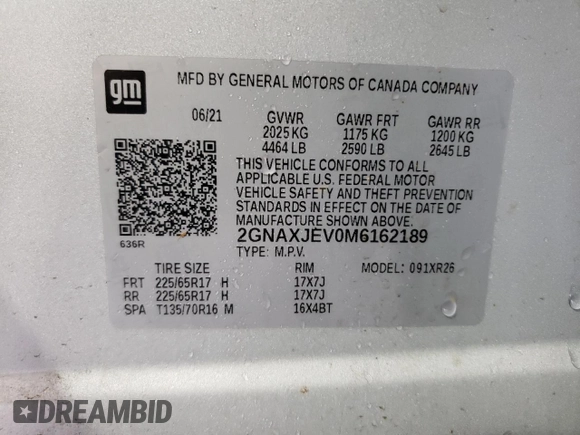 gm
MFD BY GENERAL MOTORS OF CANADA COMPANY
06/21 GVWR GAWR FRT GAWR RR
2025 KG 1175 KG 1200 KG
4464 LB 2590 LB 2645 LB
THIS VEHICLE CONFORMS TO ALL
APPLICABLE U.S. FEDERAL MOTOR
VEHICLE SAFETY AND THEFT PREVENTION
STANDARDS IN EFFECT ON THE DATE OF
MANUFACTURE SHOWN ABOVE.
636R 2GNAXJEV0M6162189
TYPE: M.P.V.
TIRE SIZE RIM MODEL: 091XR26
FRT 225/65R17 H 17X7J
RR 225/65R17 H 17X7J
SPA T135/70R16 M 16X4BT
DREAMBID